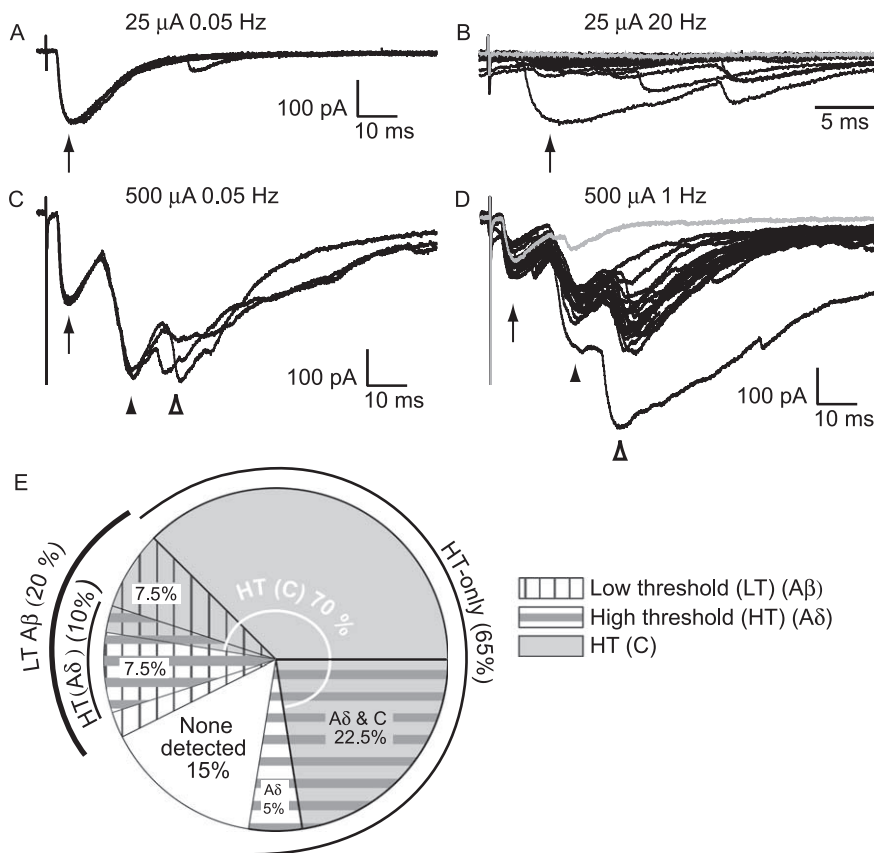 A
25 µA 0.05 Hz
100 pA
10 ms
B
25 µA 20 Hz
5 ms
C
500 µA 0.05 Hz
100 pA
10 ms
D
500 µA 1 Hz
100 pA
10 ms
E
LT Aβ (20 %)
HT(Aδ) (10%)
7.5%
7.5%
HT (C) 70 %
HT-only (65%)
None
detected
15%
Aδ
5%
Aδ & C
22.5%
Low threshold (LT) (Aβ)
High threshold (HT) (Aδ)
HT (C)